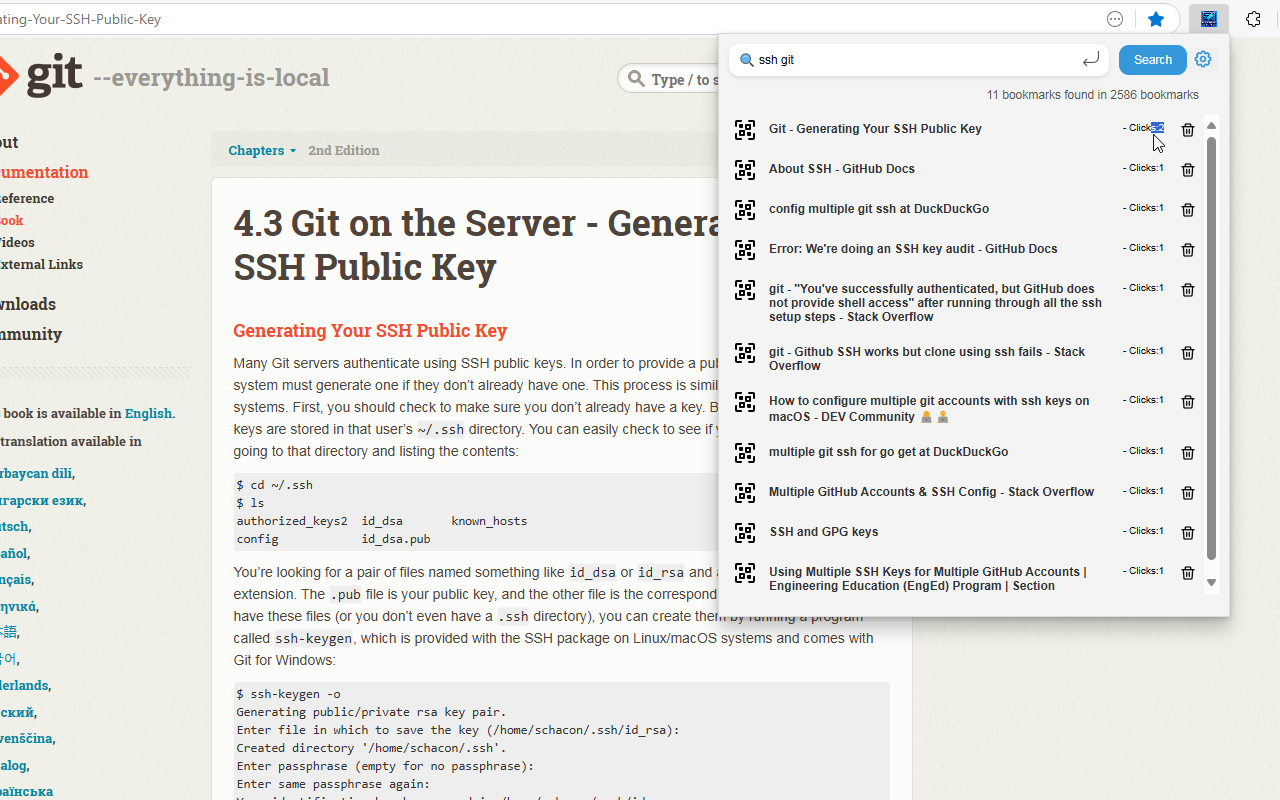 ating-Your-SSH-Public-Key
git --everything-is-local
Type / to s
out
cumentation
eference
ook
Videos
xternal Links
wnloads
mmunity
book is available in English.
translation available in
rbaycan dili,
лгарски език,
utsch,
añol,
nçais,
ηνικά,
本語,
국어,
derlands,
сский,
venščina,
alog,
раїнська
Chapters 2nd Edition
4.3 Git on the Server - Genera
SSH Public Key
Generating Your SSH Public Key
Many Git servers authenticate using SSH public keys. In order to provide a pub
system must generate one if they don’t already have one. This process is simil
systems. First, you should check to make sure you don’t already have a key. B
keys are stored in that user’s ~/.ssh directory. You can easily check to see if y
going to that directory and listing the contents:
$ cd ~/.ssh
$ ls
authorized_keys2 id_dsa known_hosts
config id_dsa.pub
You’re looking for a pair of files named something like id_dsa or id_rsa and a
extension. The .pub file is your public key, and the other file is the correspond
have these files (or you don’t even have a .ssh directory), you can create them by running a program
called ssh-keygen, which is provided with the SSH package on Linux/macOS systems and comes with
Git for Windows:
$ ssh-keygen -o
Generating public/private rsa key pair.
Enter file in which to save the key (/home/schacon/.ssh/id_rsa):
Created directory '/home/schacon/.ssh'.
Enter passphrase (empty for no passphrase):
Enter same passphrase again:
ssh git
Search
11 bookmarks found in 2586 bookmarks
Git - Generating Your SSH Public Key - Clicks:2
About SSH - GitHub Docs - Clicks:1
config multiple git ssh at DuckDuckGo - Clicks:1
Error: We're doing an SSH key audit - GitHub Docs - Clicks:1
git - "You've successfully authenticated, but GitHub does - Clicks:1
not provide shell access" after running through all the ssh
setup steps - Stack Overflow
git - Github SSH works but clone using ssh fails - Stack - Clicks:1
Overflow
How to configure multiple git accounts with ssh keys on - Clicks:1
macOS - DEV Community
multiple git ssh for go get at DuckDuckGo - Clicks:1
Multiple GitHub Accounts & SSH Config - Stack Overflow - Clicks:1
SSH and GPG keys - Clicks:1
Using Multiple SSH Keys for Multiple GitHub Accounts | - Clicks:1
Engineering Education (EngEd) Program | Section